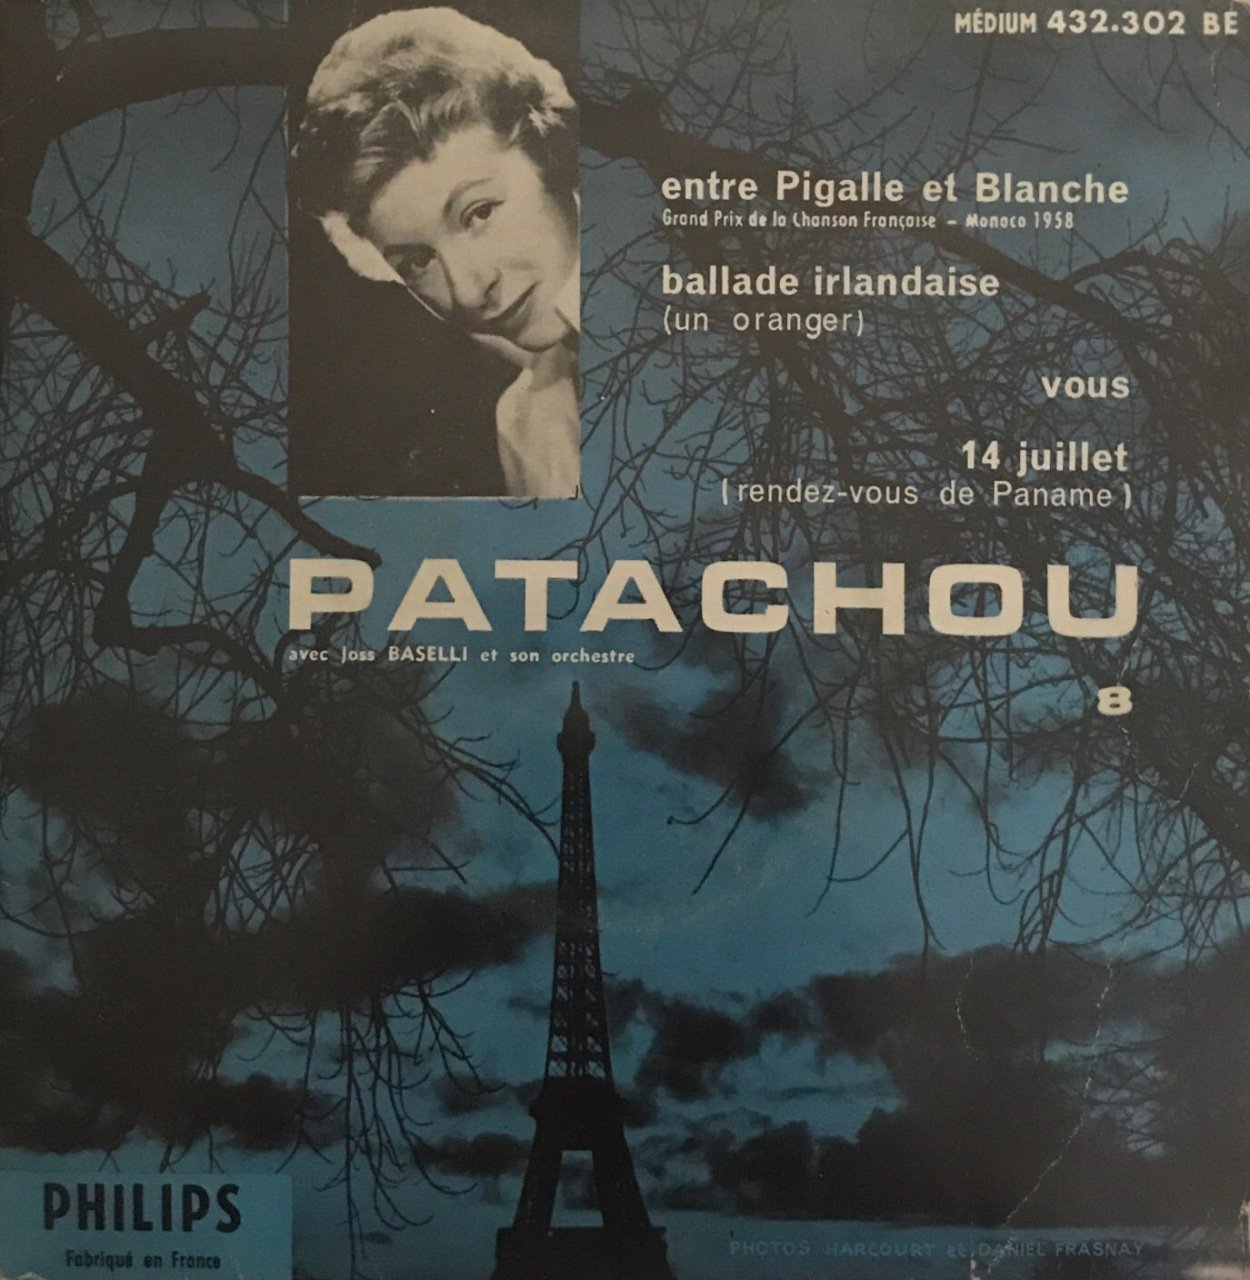 MÉDIUM 432.302 BE
entre Pigalle et Blanche
Grand Prix de la Chanson Française – Monaco 1958
ballade irlandaise
(un oranger)
vous
14 juillet
(rendez-vous de Paname)
PATACHOU
avec Joss BASELLI et son orchestre
8
PHILIPS
Fabriqué en France
PHOTOS HARCOURT et DANIEL FRASNAY